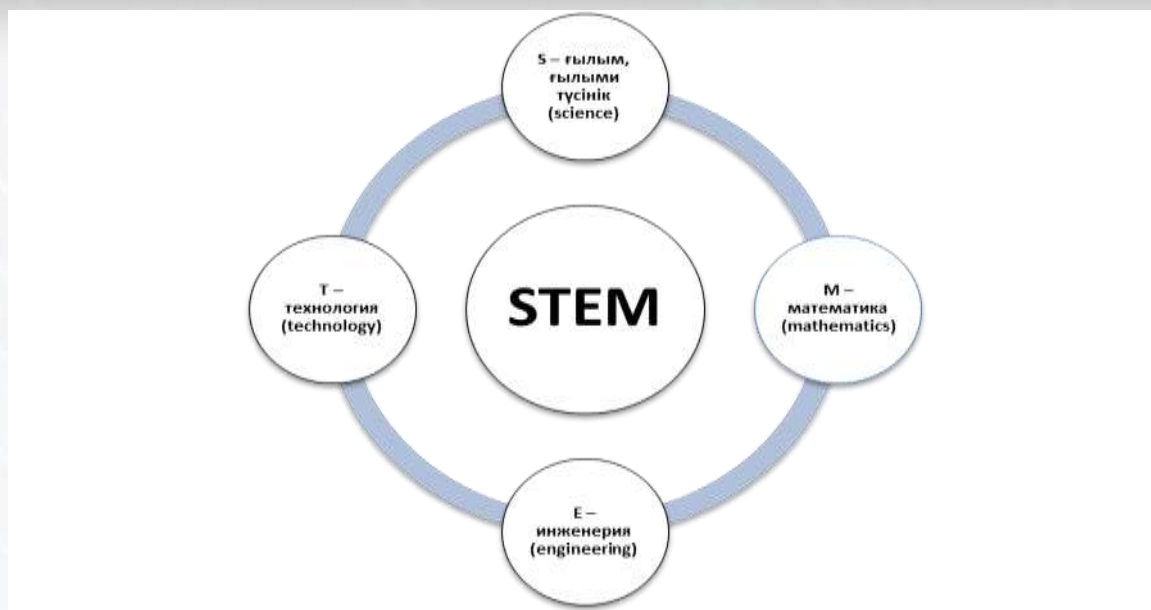 S – ғылым,
ғылыми
түсінік
(science)
T –
технология
(technology)
STEM
M –
математика
(mathematics)
E –
инженерия
(engineering)